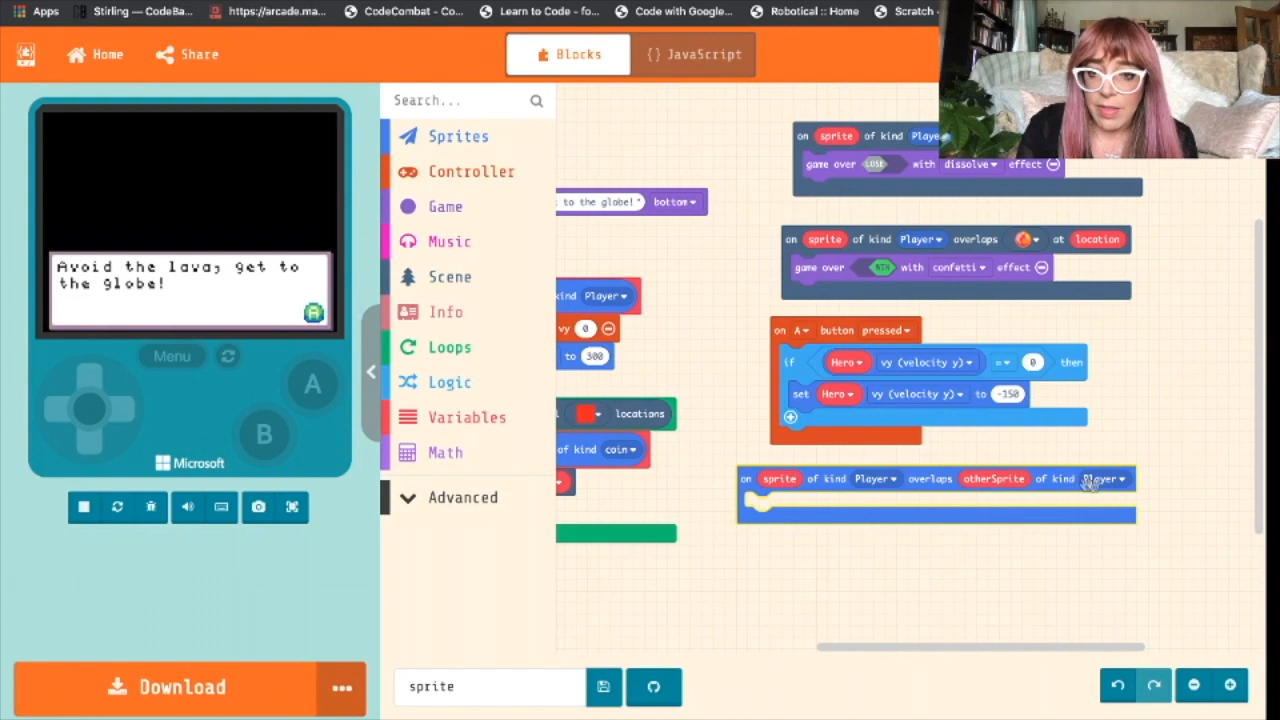 Apps
Stirling — CodeBa...
https://arcade.ma...
CodeCombat - Co...
Learn to Code - fo...
Code with Google...
Robotical :: Home
Scratch -
Home
Share
Blocks
{} JavaScript
Avoid the lava, get to
the globe!
A
Menu
A
B
Microsoft
Download
Search...
Sprites
Controller
Game
Music
Scene
Info
Loops
Logic
Variables
Math
Advanced
to the globe!" bottom
kind Player
vy 0
to 300
locations
of kind coin
on sprite of kind Playe
game over LOSE with dissolve effect
on sprite of kind Player overlaps at location
game over WIN with confetti effect
on A button pressed
if Hero vy (velocity y) = 0 then
set Hero vy (velocity y) to -150
on sprite of kind Player overlaps otherSprite of kind Player
sprite